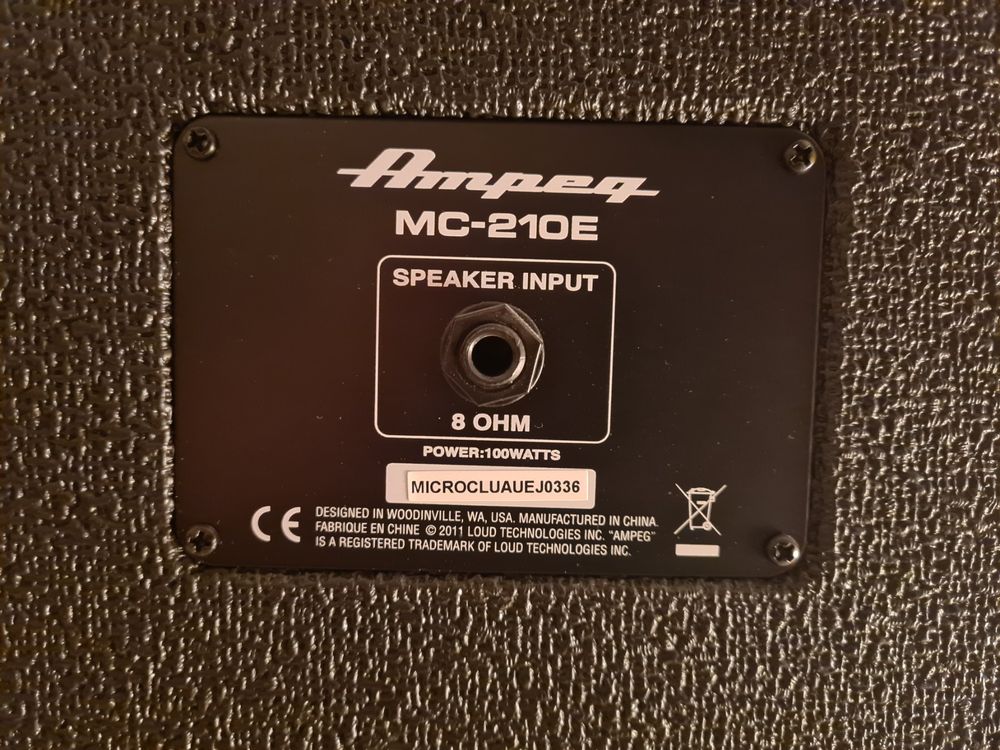 Ampeg
MC-210E
SPEAKER INPUT
8 OHM
POWER:100WATTS
MICROCLUAUEJ0336
CE
DESIGNED IN WOODINVILLE, WA, USA. MANUFACTURED IN CHINA.
FABRIQUE EN CHINE © 2011 LOUD TECHNOLOGIES INC. "AMPEG"
IS A REGISTERED TRADEMARK OF LOUD TECHNOLOGIES INC.